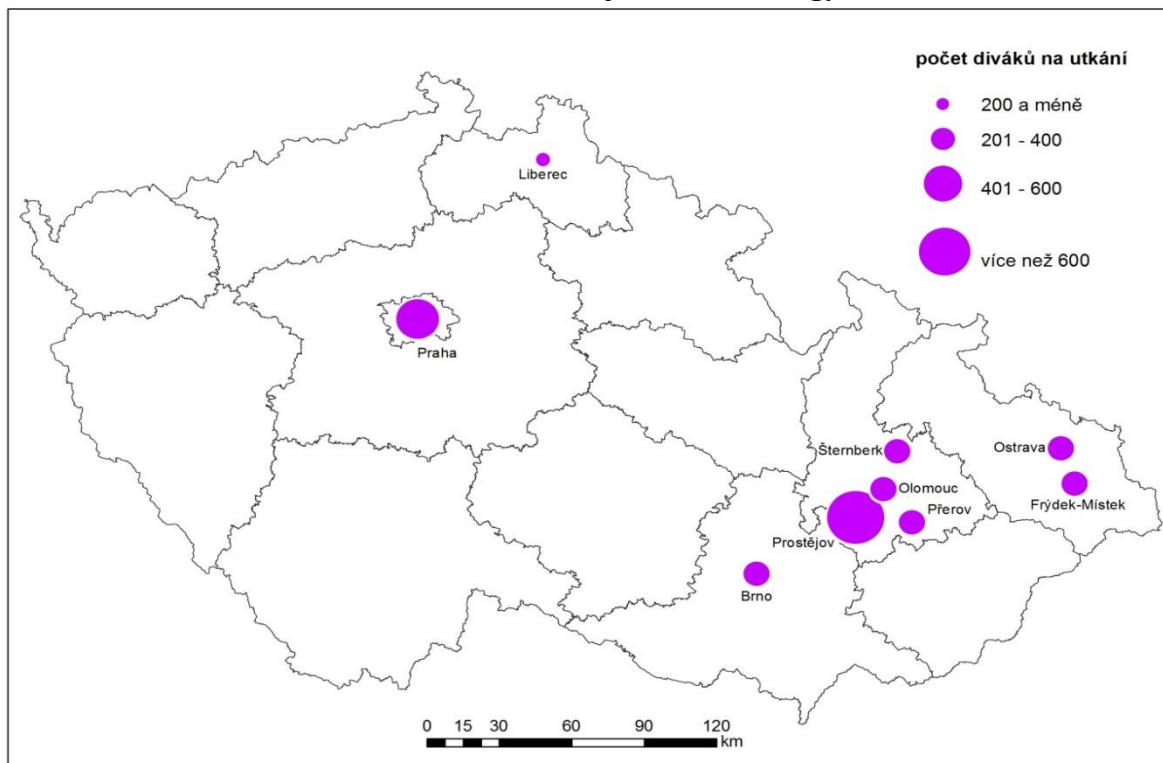 počet diváků na utkání
200 a méně
201 - 400
401 - 600
více než 600
Liberec
Praha
Šternberk
Ostrava
Olomouc
Frýdek-Místek
Přerov
Prostějov
Brno
0 15 30 60 90 120
km